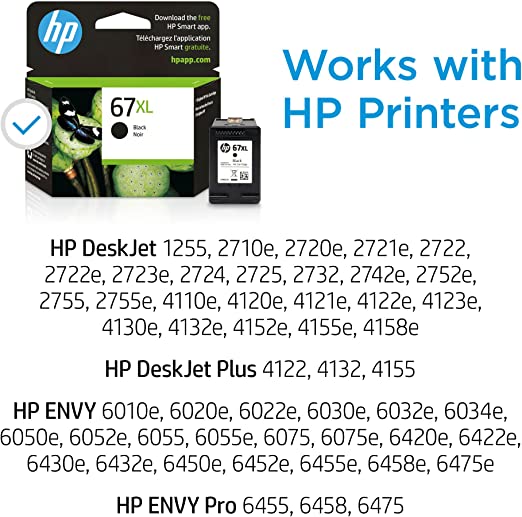 hp
Download the free
HP Smart app.
Téléchargez l'application
HP Smart gratuite.
hpapp.com
67XL
Black
Noir
hp
67XL
Black
Works with
HP Printers
HP DeskJet 1255, 2710e, 2720e, 2721e, 2722,
2722e, 2723e, 2724, 2725, 2732, 2742e, 2752e,
2755, 2755e, 4110e, 4120e, 4121e, 4122e, 4123e,
4130e, 4132e, 4152e, 4155e, 4158e
HP DeskJet Plus 4122, 4132, 4155
HP ENVY 6010e, 6020e, 6022e, 6030e, 6032e, 6034e,
6050e, 6052e, 6055, 6055e, 6075, 6075e, 6420e, 6422e,
6430e, 6432e, 6450e, 6452e, 6455e, 6458e, 6475e
HP ENVY Pro 6455, 6458, 6475